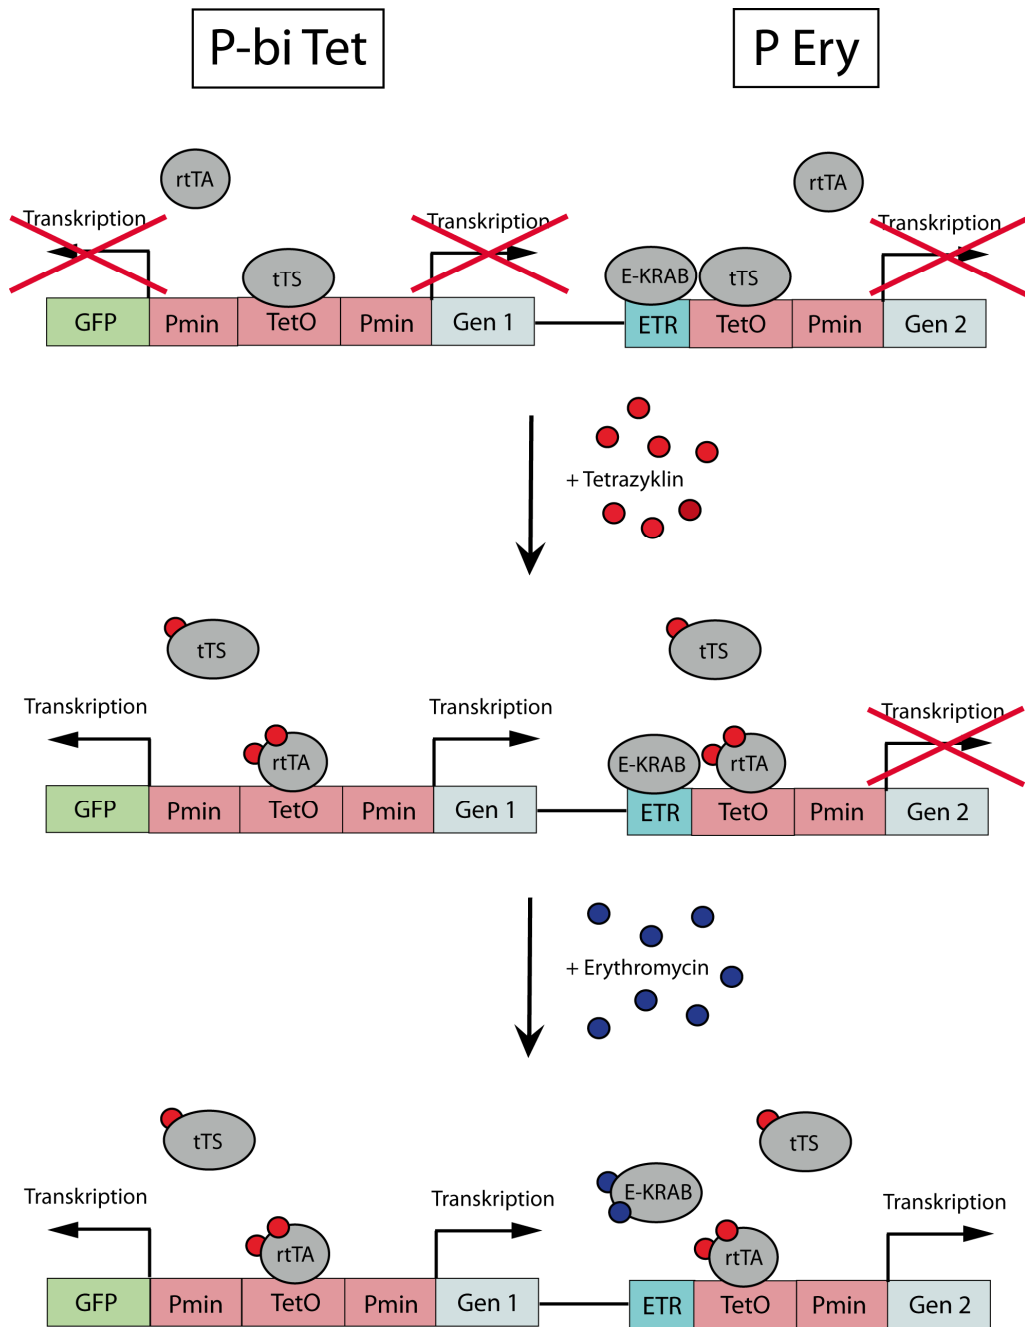 P-bi Tet
P Ery
rtTA
rtTA
Transkription
Transkription
Transkription
tTS
E-KRAB
tTS
GFP
Pmin
TetO
Pmin
Gen 1
ETR
TetO
Pmin
Gen 2
+ Tetrazyklin
tTS
tTS
Transkription
Transkription
Transkription
rtTA
E-KRAB
rtTA
GFP
Pmin
TetO
Pmin
Gen 1
ETR
TetO
Pmin
Gen 2
+ Erythromycin
tTS
tTS
E-KRAB
Transkription
Transkription
Transkription
rtTA
rtTA
GFP
Pmin
TetO
Pmin
Gen 1
ETR
TetO
Pmin
Gen 2